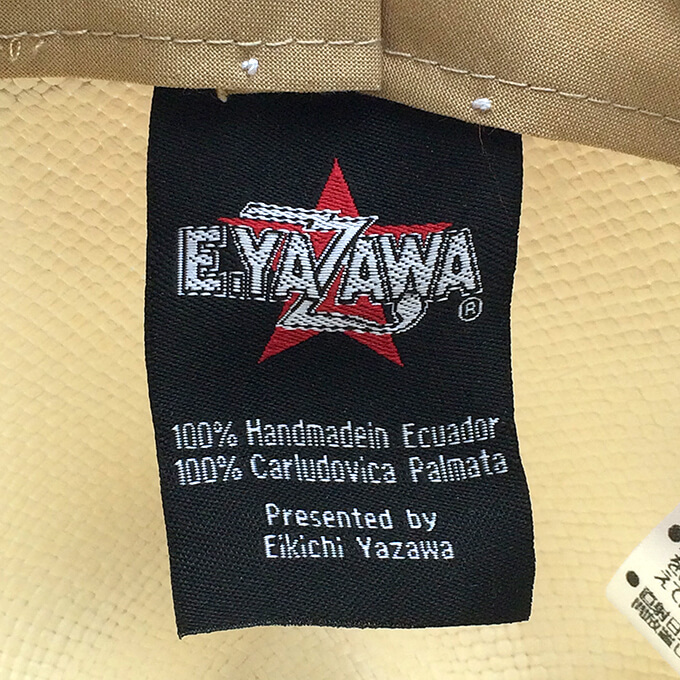 E.YAZAWA
®
100% Handmadein Ecuador
100% Carludovica Palmata
Presented by
Eikichi Yazawa